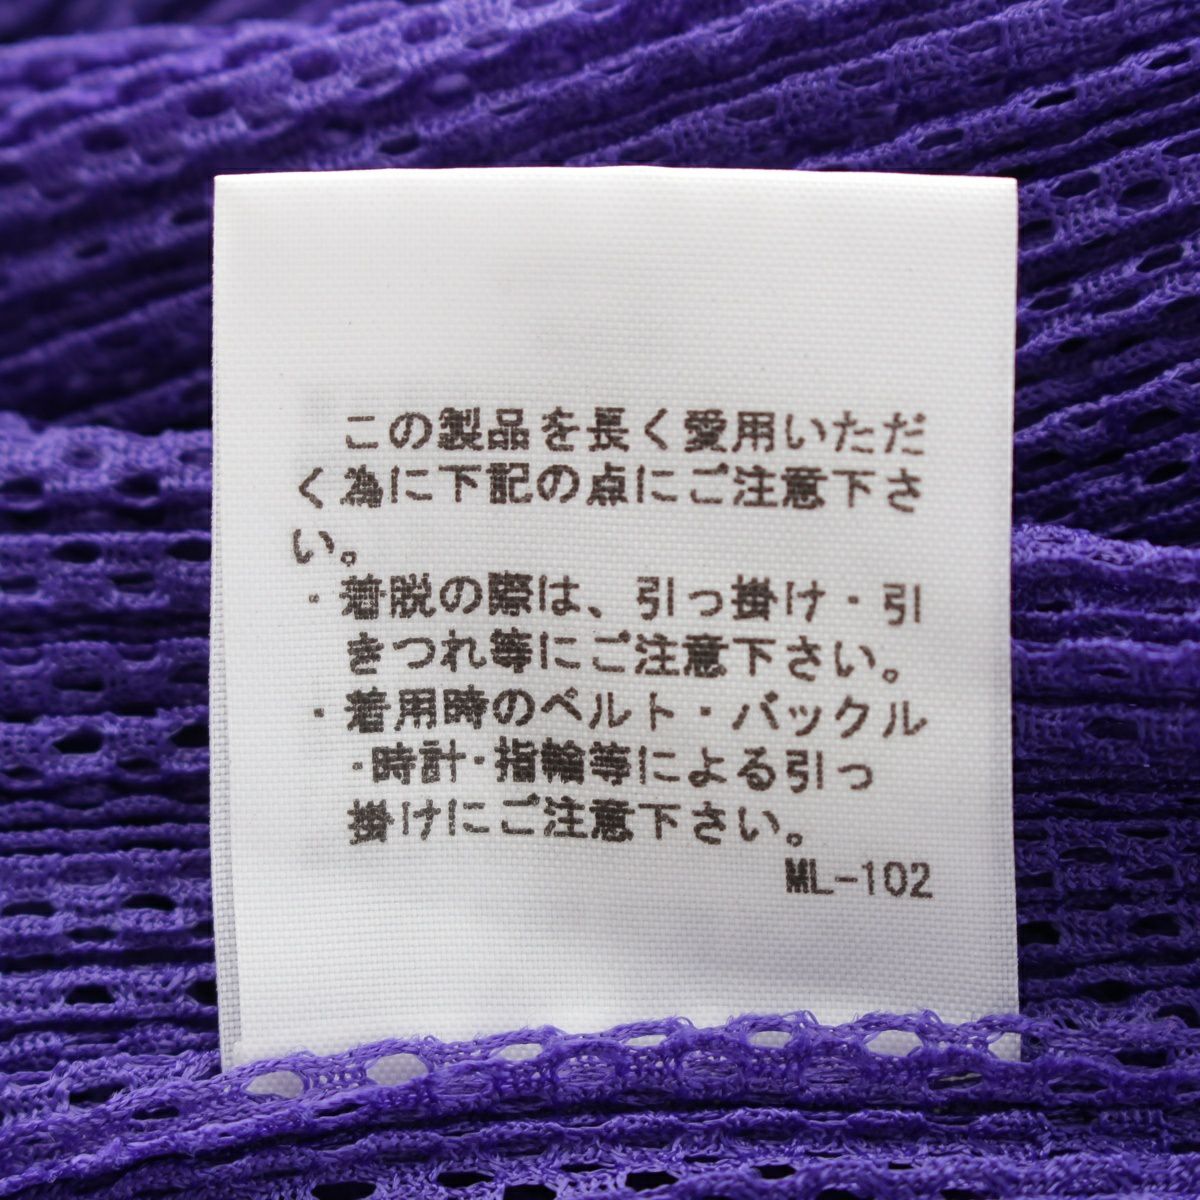 この製品を長く愛用いただ
く為に下記の点にご注意下さ
い。
・着脱の際は、引っ掛け・引
きつれ等にご注意下さい。
・着用時のベルト・バックル
・時計・指輪等による引っ
掛けにご注意下さい。
ML-102